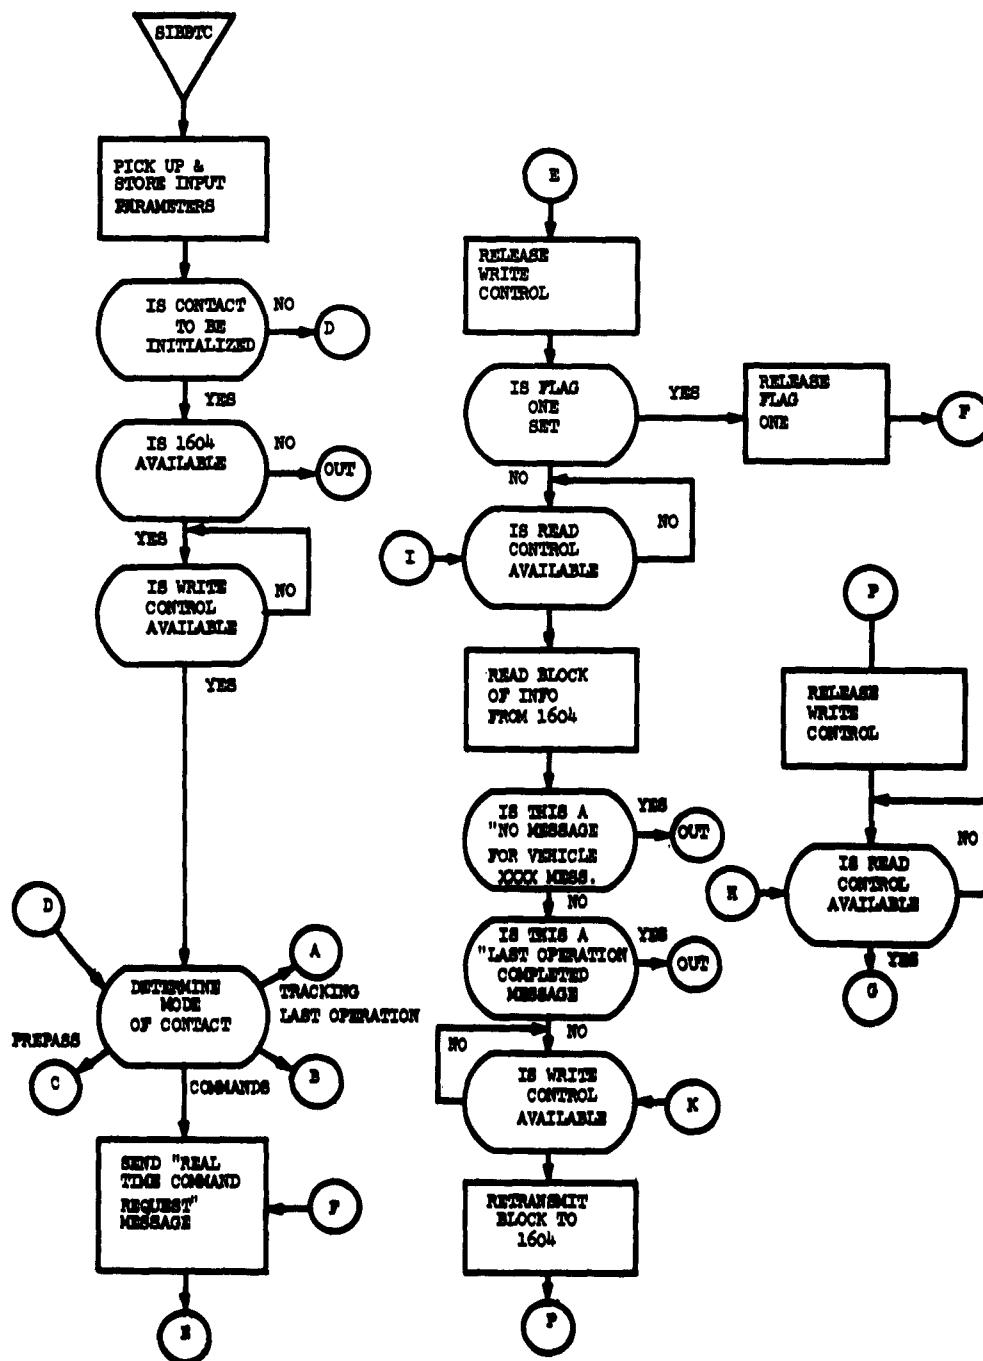 SIBBTC
PICK UP &
STORE INPUT
PARAMETERS
IS CONTACT
TO BE
INITIALIZED
NO
D
YES
IS 1604
AVAILABLE
NO
OUT
YES
IS WRITE
CONTROL
AVAILABLE
NO
YES
D
DETERMINE
MODE
OF CONTACT
A
TRACKING
LAST OPERATION
PREPASS
C
B
COMMANDS
SEND "REAL
TIME COMMAND
REQUEST"
MESSAGE
F
E
E
RELEASE
WRITE
CONTROL
IS FLAG
ONE
SET
YES
RELEASE
FLAG
ONE
F
NO
IS READ
CONTROL
AVAILABLE
NO
I
READ BLOCK
OF INFO
FROM 1604
IS THIS A
"NO MESSAGE
FOR VEHICLE
XXXX MESS.
YES
OUT
NO
IS THIS A
"LAST OPERATION
COMPLETED
MESSAGE
YES
OUT
NO
NO
IS WRITE
CONTROL
AVAILABLE
K
RETRANSMIT
BLOCK TO
1604
P
P
RELEASE
WRITE
CONTROL
NO
IS READ
CONTROL
AVAILABLE
YES
G